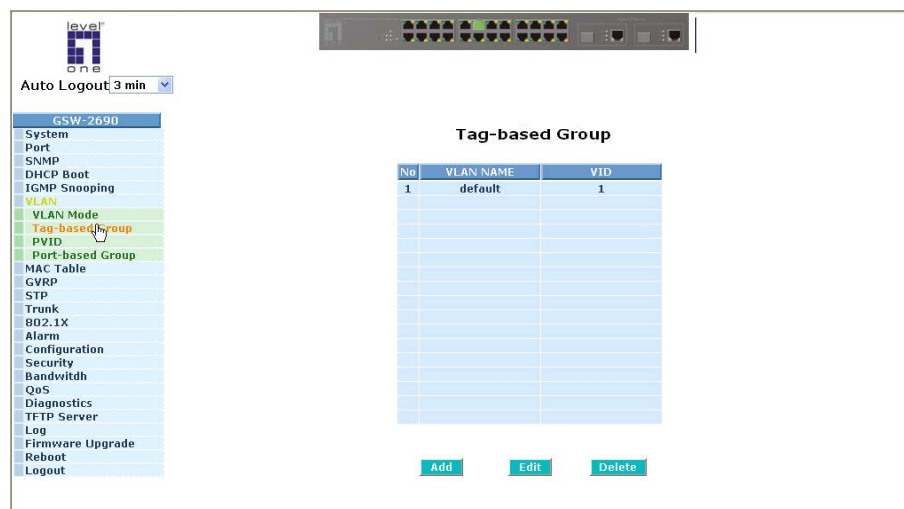 level
one
Auto Logout 3 min
GSW-2690
System
Port
SNMP
DHCP Boot
IGMP Snooping
VLAN
VLAN Mode
Tag-based Group
PVID
Port-based Group
MAC Table
GVRP
STP
Trunk
802.1X
Alarm
Configuration
Security
Bandwitdh
QoS
Diagnostics
TFTP Server
Log
Firmware Upgrade
Reboot
Logout
Tag-based Group
No VLAN NAME VID
1 default 1
Add Edit Delete